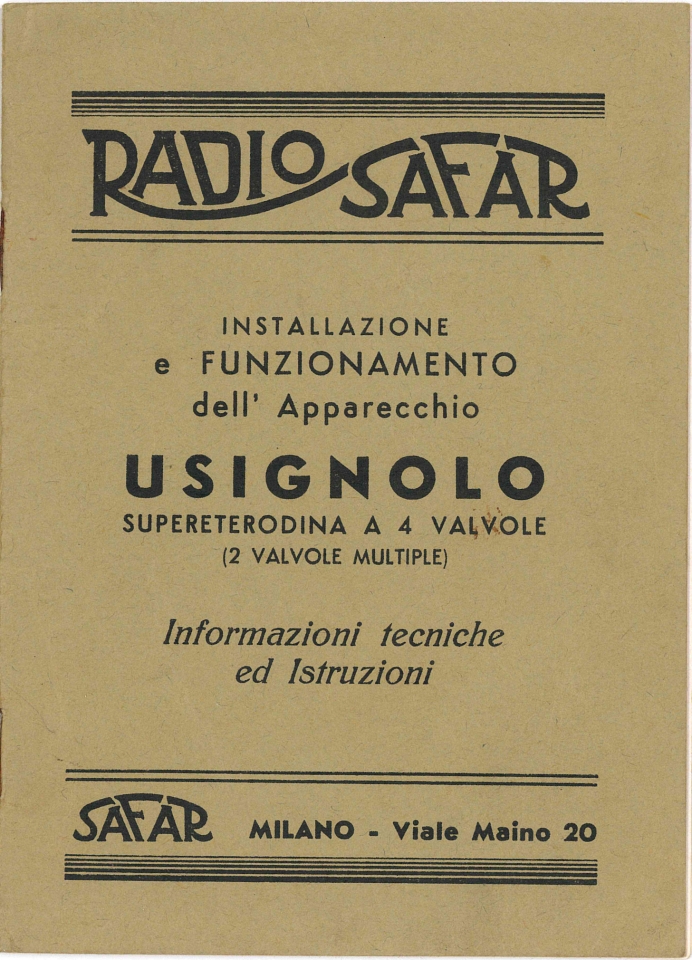 RADIO SAFAR
INSTALLAZIONE
e FUNZIONAMENTO
dell' Apparecchio
USIGNOLO
SUPERETERODINA A 4 VALVOLE
(2 VALVOLE MULTIPLE)
Informazioni tecniche
ed Istruzioni
SAFAR MILANO - Viale Maino 20